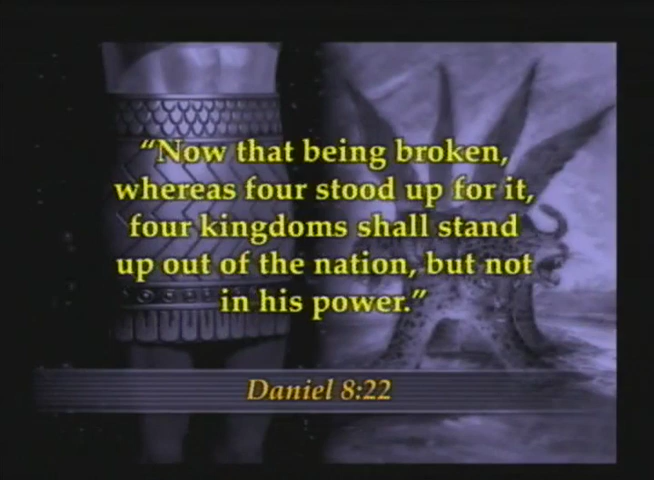 “Now that being broken,
whereas four stood up for it,
four kingdoms shall stand
up out of the nation, but not
in his power.”
Daniel 8:22